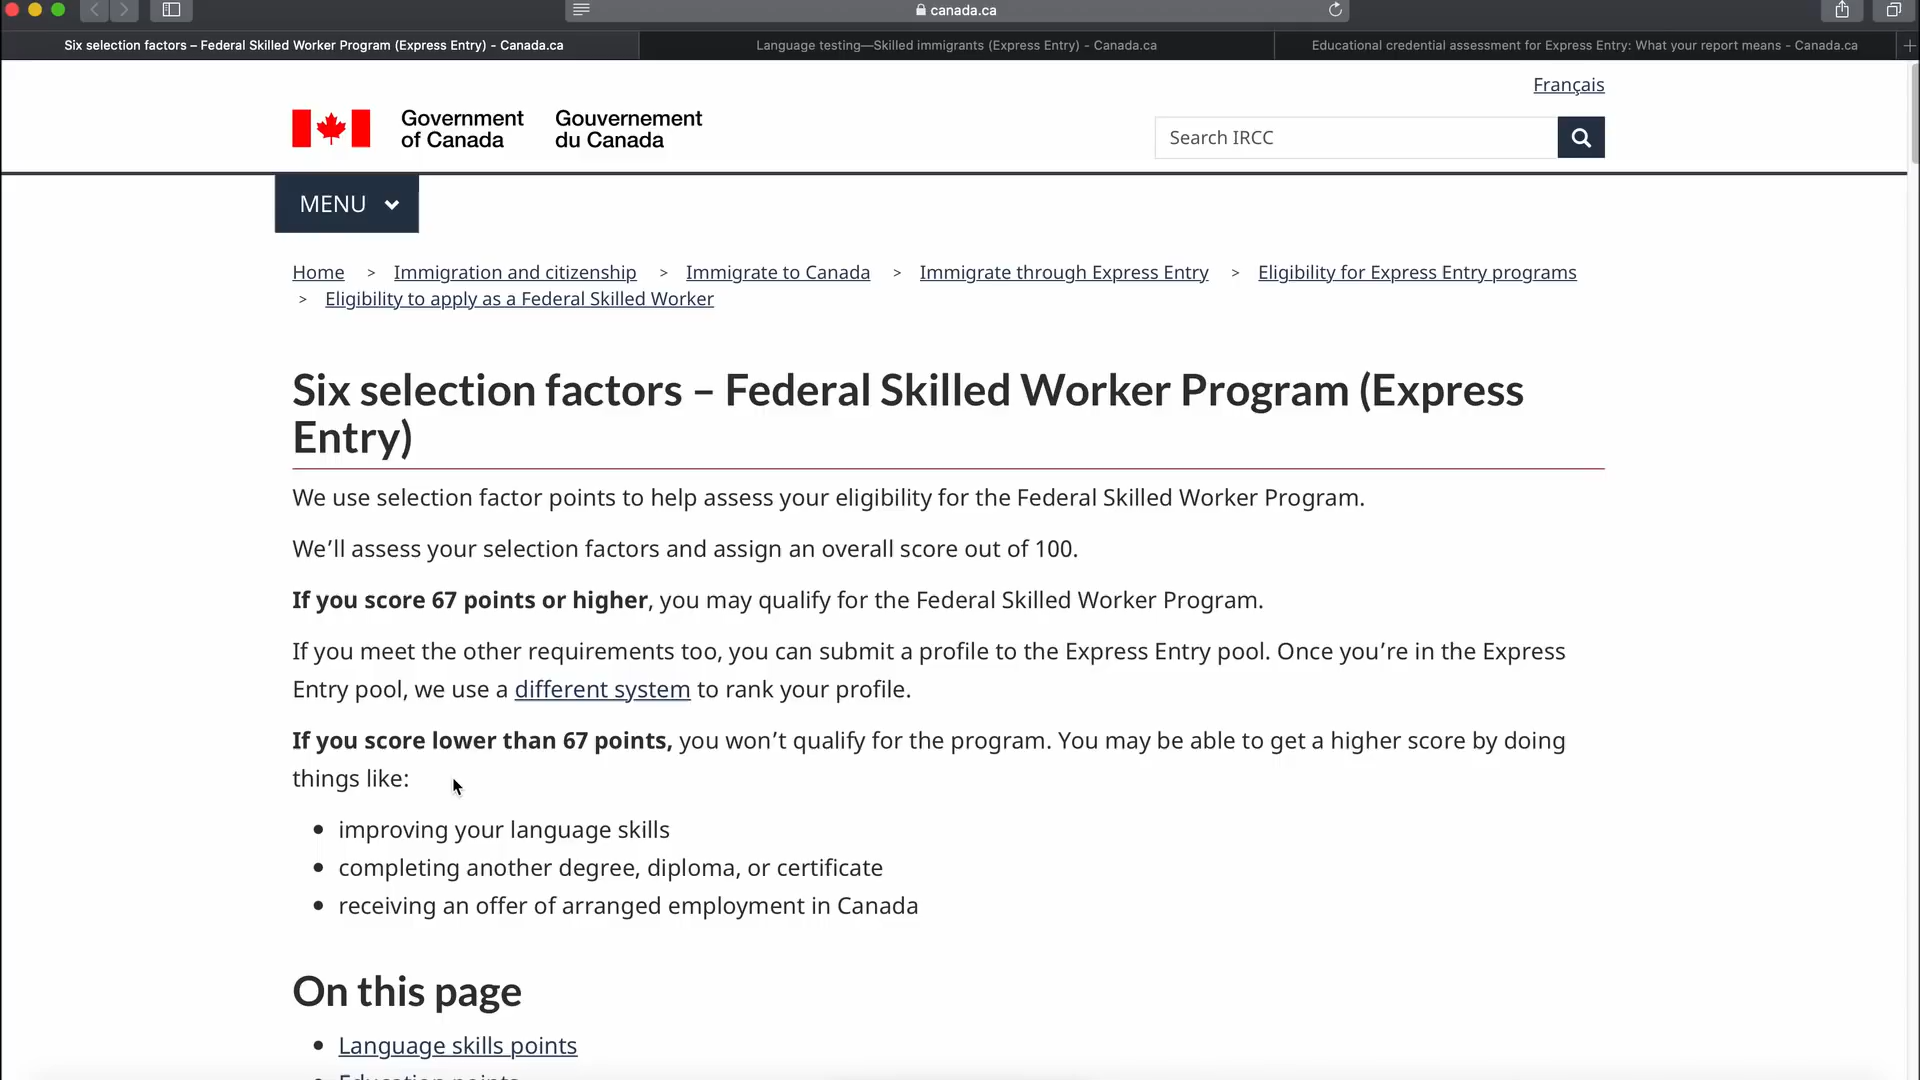 canada.ca
Six selection factors – Federal Skilled Worker Program (Express Entry) - Canada.ca
Language testing—Skilled immigrants (Express Entry) - Canada.ca
Educational credential assessment for Express Entry: What your report means - Canada.ca
Français
Government of Canada
Gouvernement du Canada
Search IRCC
MENU
Home > Immigration and citizenship > Immigrate to Canada > Immigrate through Express Entry > Eligibility for Express Entry programs
> Eligibility to apply as a Federal Skilled Worker
Six selection factors – Federal Skilled Worker Program (Express
Entry)
We use selection factor points to help assess your eligibility for the Federal Skilled Worker Program.
We’ll assess your selection factors and assign an overall score out of 100.
If you score 67 points or higher, you may qualify for the Federal Skilled Worker Program.
If you meet the other requirements too, you can submit a profile to the Express Entry pool. Once you’re in the Express
Entry pool, we use a different system to rank your profile.
If you score lower than 67 points, you won’t qualify for the program. You may be able to get a higher score by doing
things like:
• improving your language skills
• completing another degree, diploma, or certificate
• receiving an offer of arranged employment in Canada
On this page
• Language skills points
• Education points